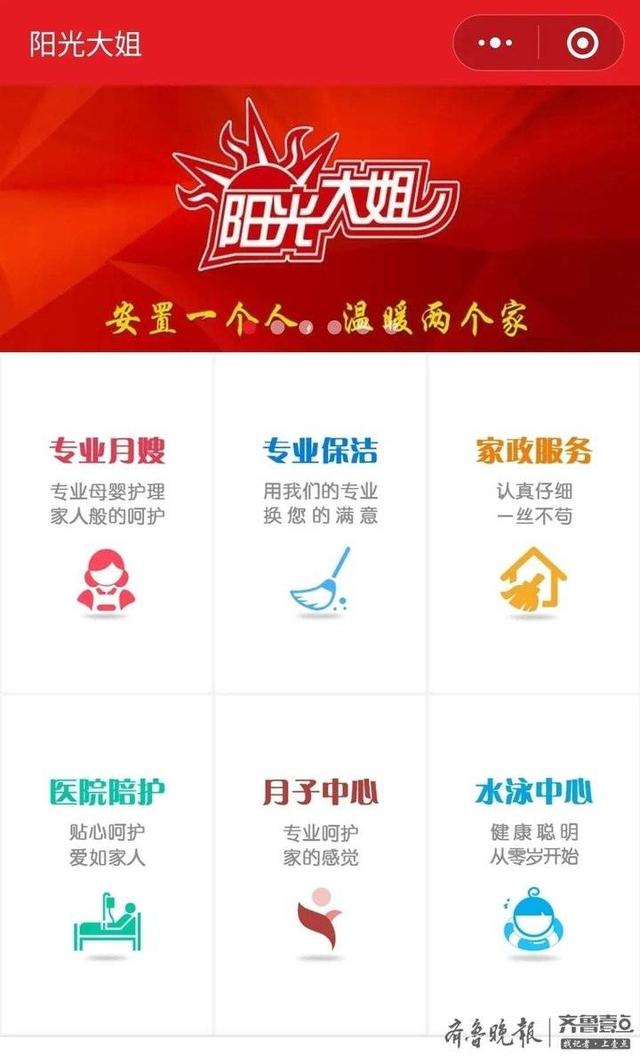 阳光大姐
阳光大姐
安置一个人，温暖两个家
专业月嫂
专业母婴护理
家人般的呵护
专业保洁
用我们的专业
换您的满意
家政服务
认真仔细
一丝不苟
医院陪护
贴心呵护
爱如家人
月子中心
专业呵护
家的感觉
水泳中心
健康聪明
从零岁开始
齐鲁晚报
齐鲁壹点
找记者·上壹点